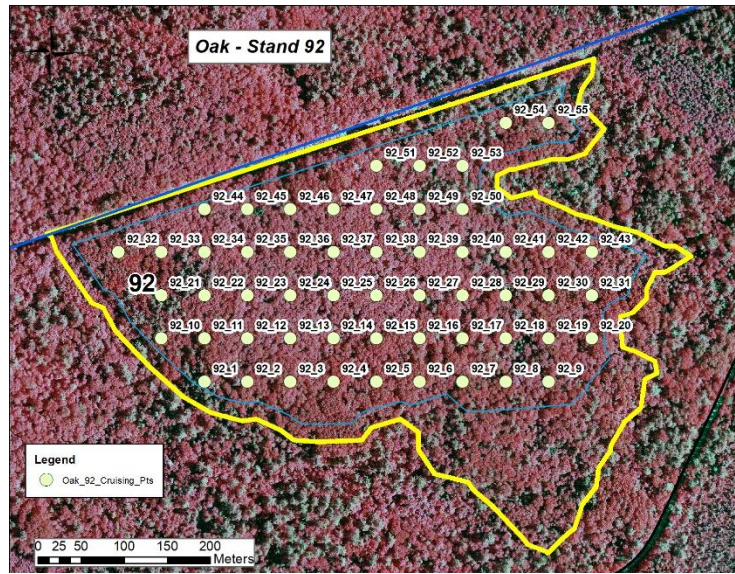 Oak - Stand 92
92_54 92_55
92_51 92_52 92_53
92_44 92_45 92_46 92_47 92_48 92_49 92_50
92_32 92_33 92_34 92_35 92_36 92_37 92_38 92_39 92_40 92_41 92_42 92_43
92 92_21 92_22 92_23 92_24 92_25 92_26 92_27 92_28 92_29 92_30 92_31
92_10 92_11 92_12 92_13 92_14 92_15 92_16 92_17 92_18 92_19 92_20
92_1 92_2 92_3 92_4 92_5 92_6 92_7 92_8 92_9
Legend
Oak_92_Cruising_Pts
0 25 50 100 150 200
Meters